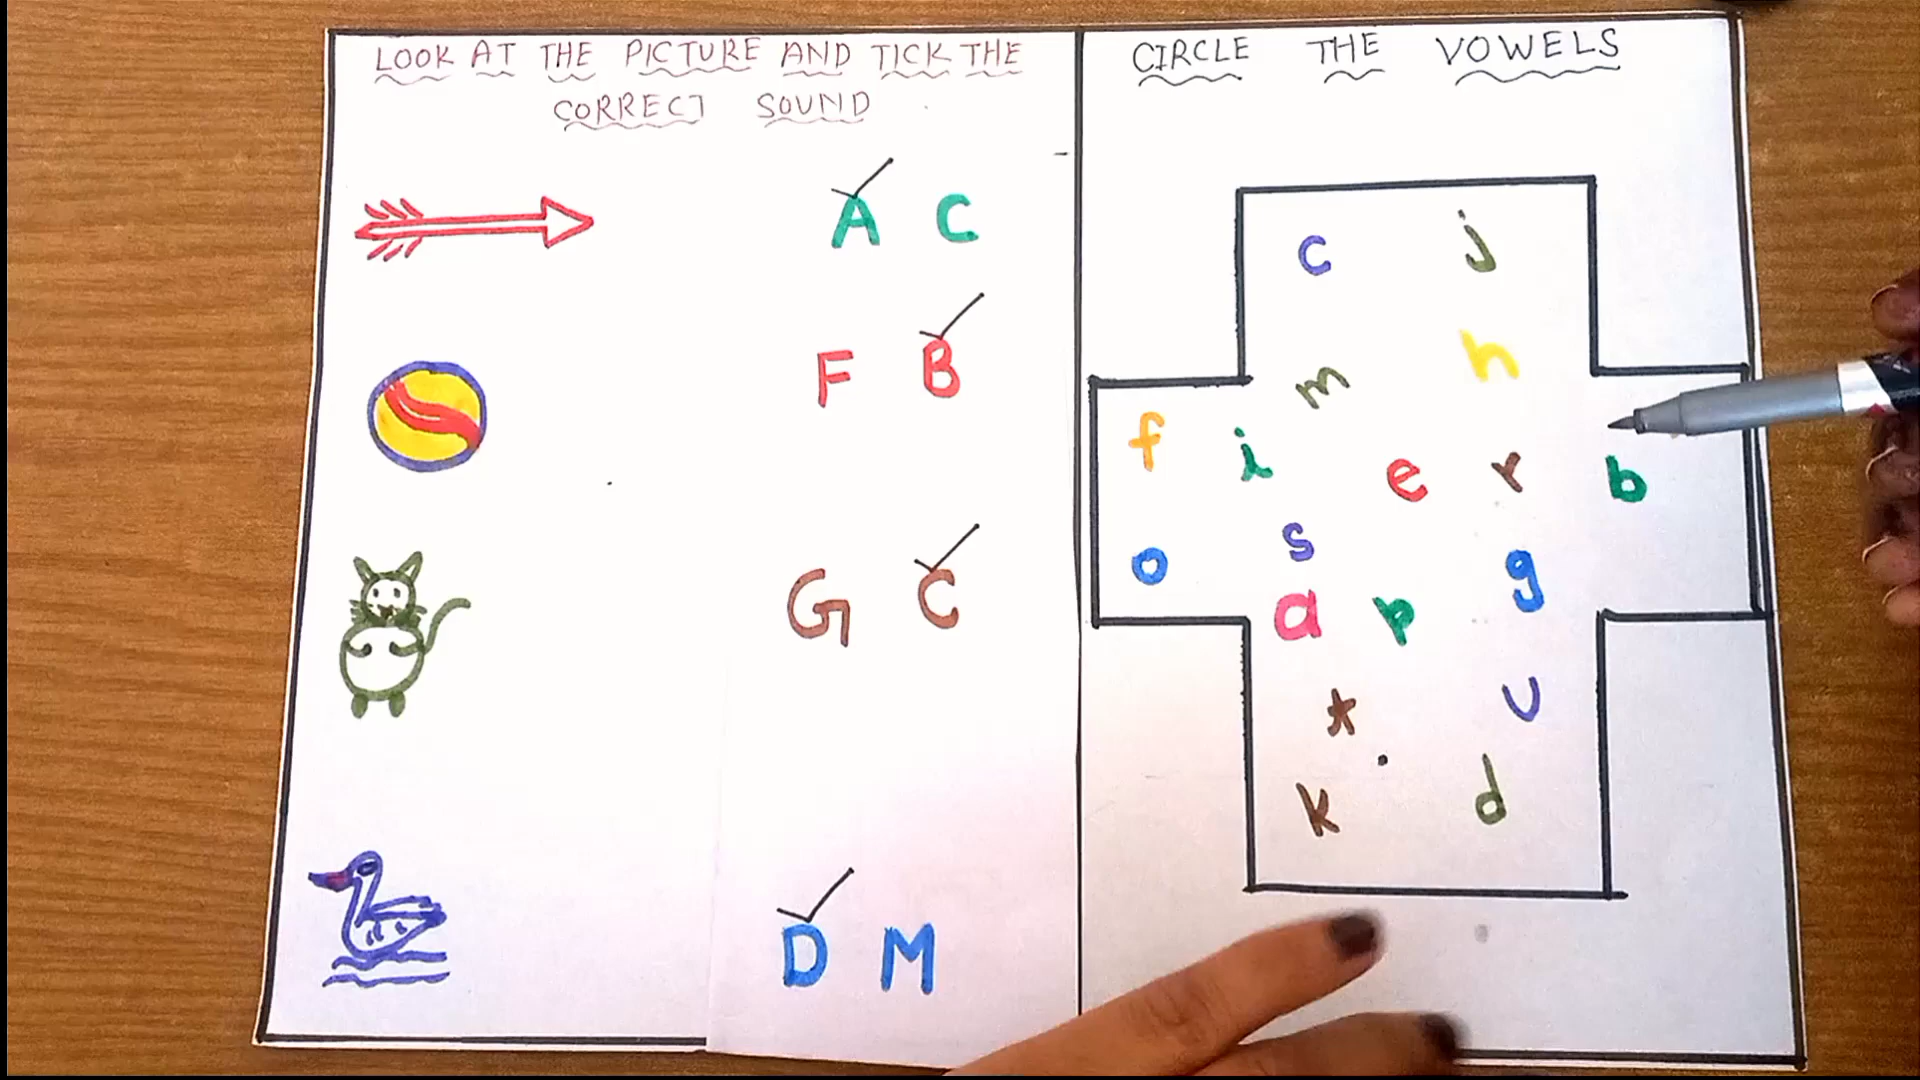 LOOK AT THE PICTURE AND TICK THE
CORRECT SOUND
A C
F B
G C
D M
CIRCLE THE VOWELS
c j
m h
f i e r b
o s g
a p
u
k d